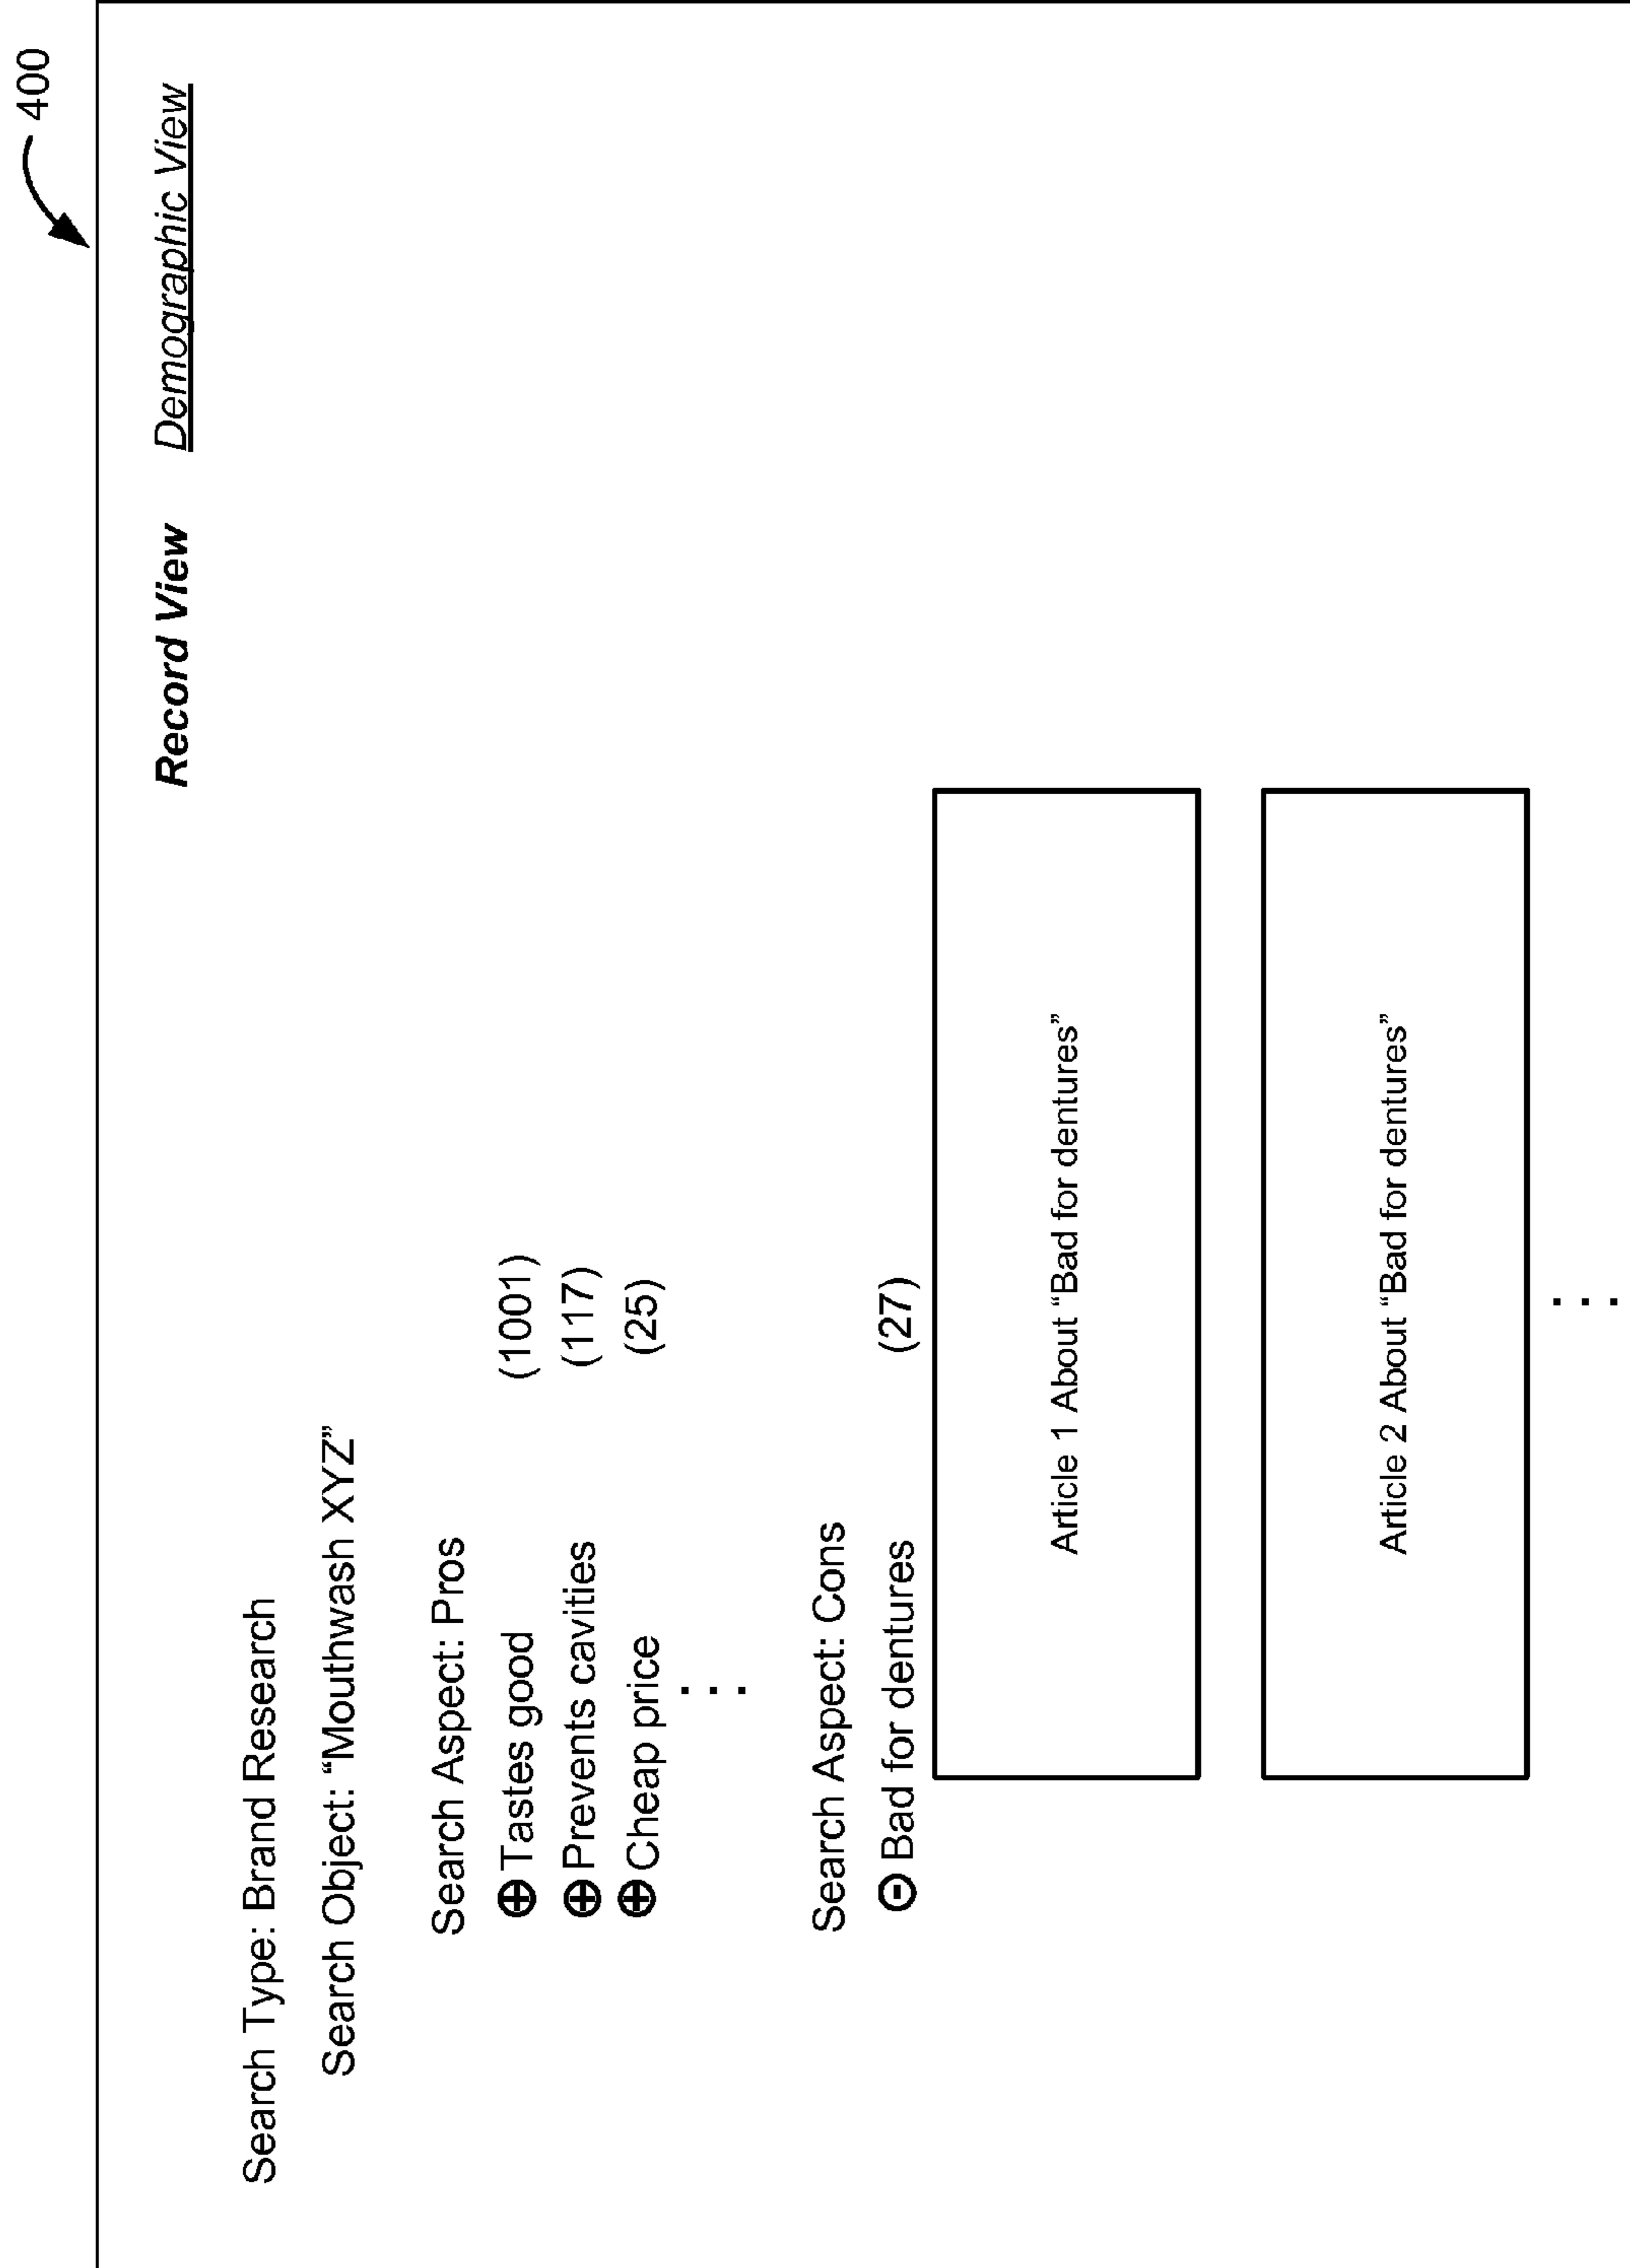 400
Record View Demographic View
Search Type: Brand Research
Search Object: “Mouthwash XYZ”
Search Aspect: Pros
⊕ Tastes good (1001)
⊕ Prevents cavities (117)
⊕ Cheap price (25)
...
Search Aspect: Cons
⊖ Bad for dentures (27)
Article 1 About “Bad for dentures”
Article 2 About “Bad for dentures”
...